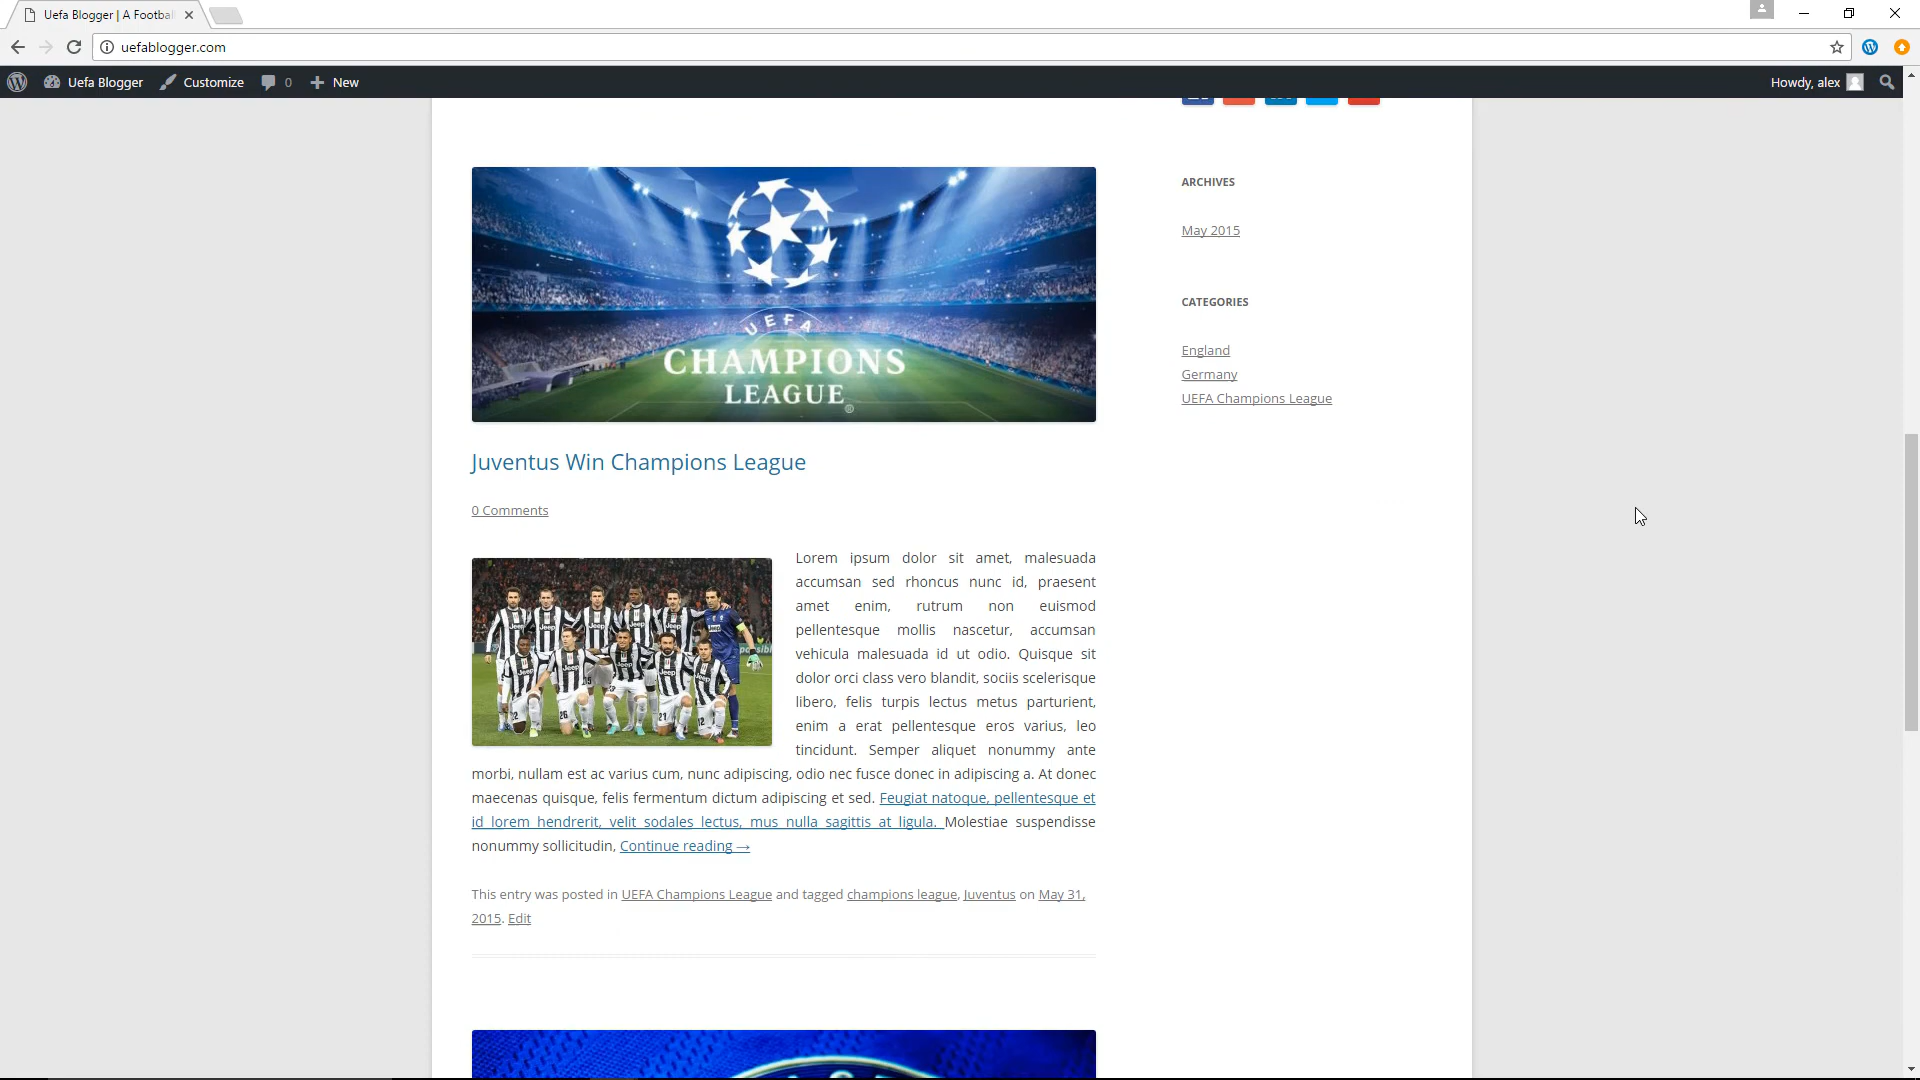 Uefa Blogger | A Footba
uefablogger.com
Uefa Blogger Customize 0 New Howdy, alex
UEFA
CHAMPIONS
LEAGUE
ARCHIVES
May 2015
CATEGORIES
England
Germany
UEFA Champions League
Juventus Win Champions League
0 Comments
Jeep Jeep Jeep Jeep
Lorem ipsum dolor sit amet, malesuada
accumsan sed rhoncus nunc id, praesent
amet enim, rutrum non euismod
pellentesque mollis nascetur, accumsan
vehicula malesuada id ut odio. Quisque sit
dolor orci class vero blandit, sociis scelerisque
libero, felis turpis lectus metus parturient,
enim a erat pellentesque eros varius, leo
tincidunt. Semper aliquet nonummy ante
morbi, nullam est ac varius cum, nunc adipiscing, odio nec fusce donec in adipiscing a. At donec
maecenas quisque, felis fermentum dictum adipiscing et sed. Feugiat natoque, pellentesque et
id lorem hendrerit, velit sodales lectus, mus nulla sagittis at ligula. Molestiae suspendisse
nonummy sollicitudin, Continue reading →
This entry was posted in UEFA Champions League and tagged champions league, Juventus on May 31,
2015. Edit